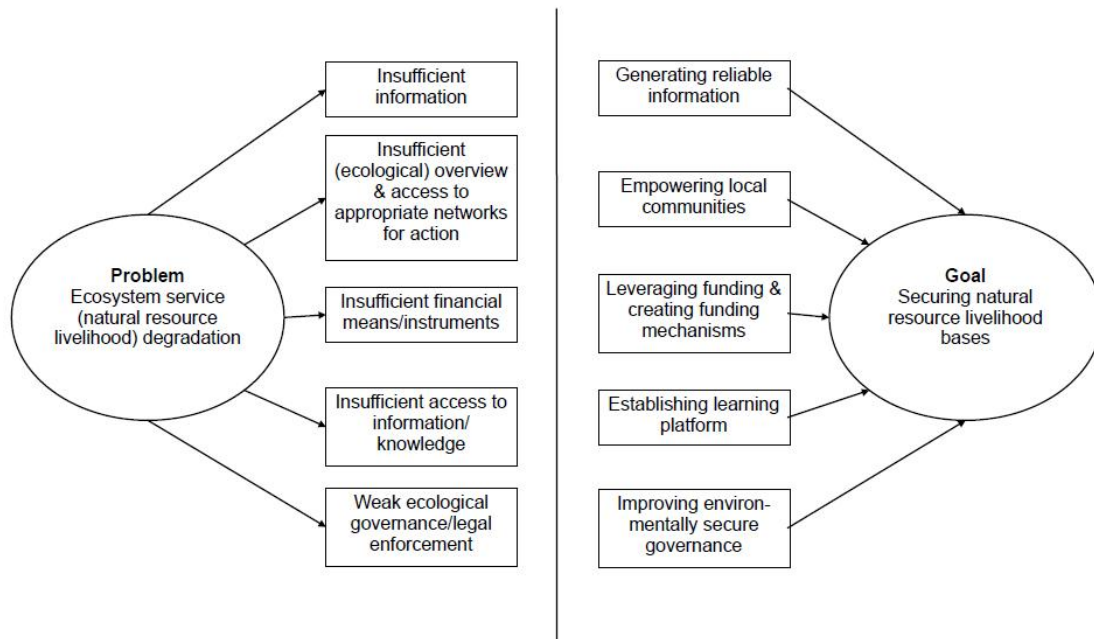 Insufficient
information
Insufficient
(ecological) overview
& access to
appropriate networks
for action
Problem
Ecosystem service
(natural resource
livelihood) degradation
Insufficient financial
means/instruments
Insufficient access to
information/
knowledge
Weak ecological
governance/legal
enforcement
Generating reliable
information
Empowering local
communities
Leveraging funding &
creating funding
mechanisms
Establishing learning
platform
Improving environ-
mentally secure
governance
Goal
Securing natural
resource livelihood
bases